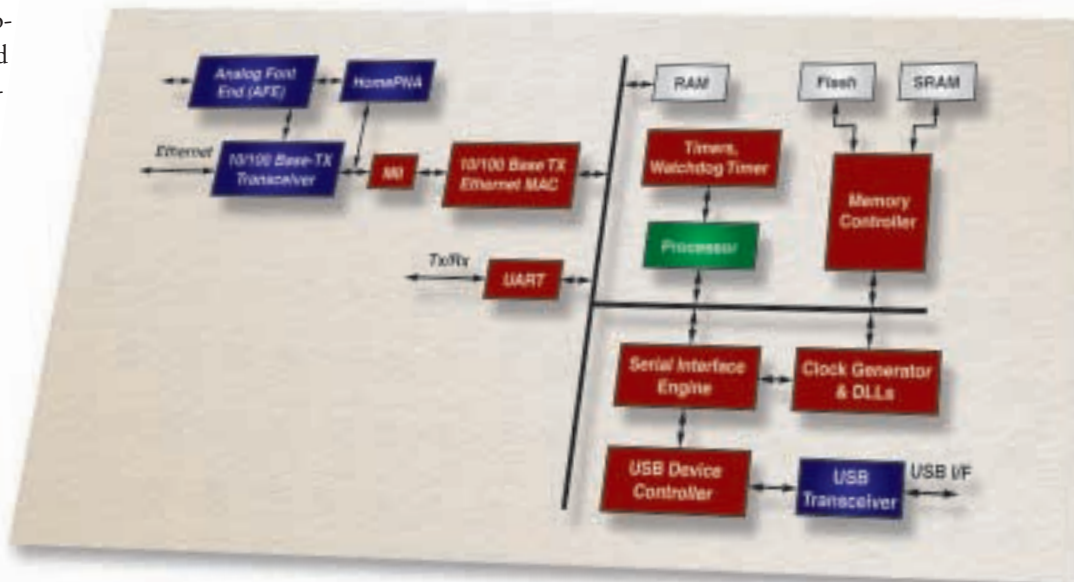 Analog Font
End (AFE)
HomePNA
RAM
Flash
SRAM
Ethernet
10/100 Base-TX
Transceiver
MII
10/100 Base TX
Ethernet MAC
Timers,
Watchdog Timer
Memory
Controller
Processor
Tx/Rx
UART
Serial Interface
Engine
Clock Generator
& DLLs
USB Device
Controller
USB
Transceiver
USB I/F